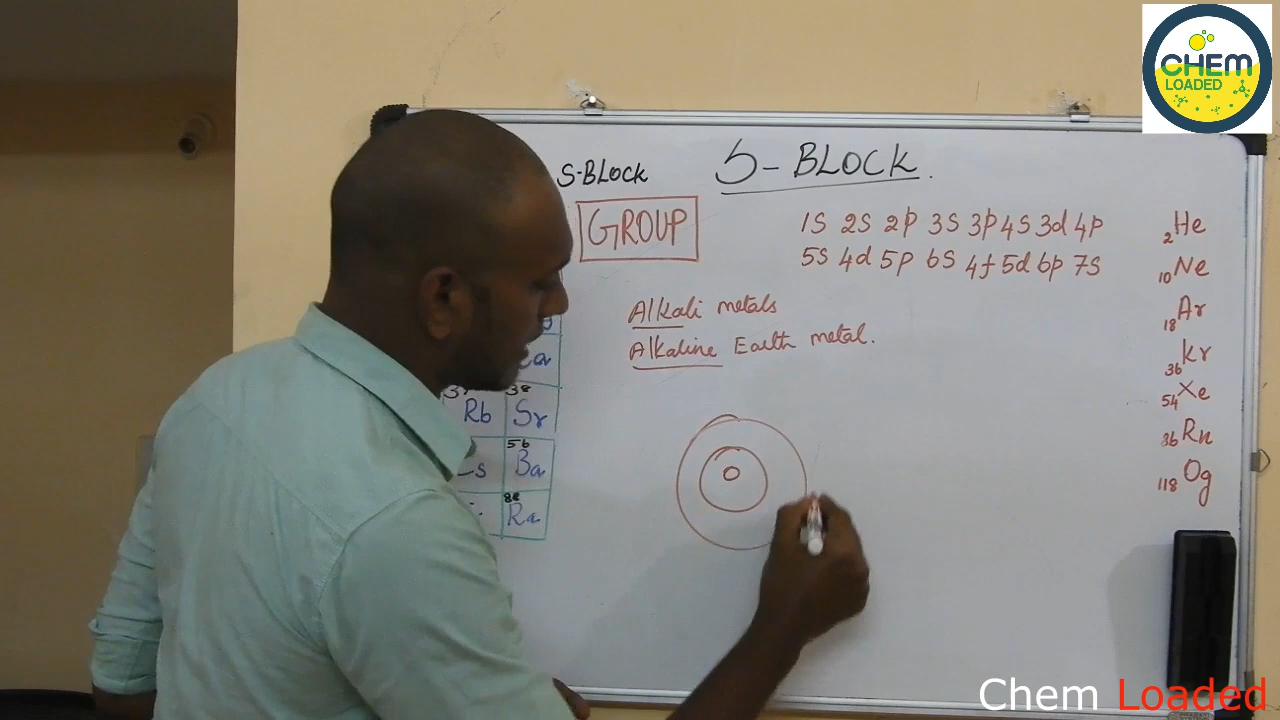 CHEM
LOADED
S-BLOCK
S-BLOCK.
GROUP
1S 2S 2P 3S 3P 4S 3d 4P
5S 4d 5P 6S 4f 5d 6P 7S
2He
10Ne
18Ar
36Kr
54Xe
36Rn
118Og
Alkali metals
Alkaline Earth metal.
38
Rb Sr
56
Ba
88
Ra
Chem Loaded